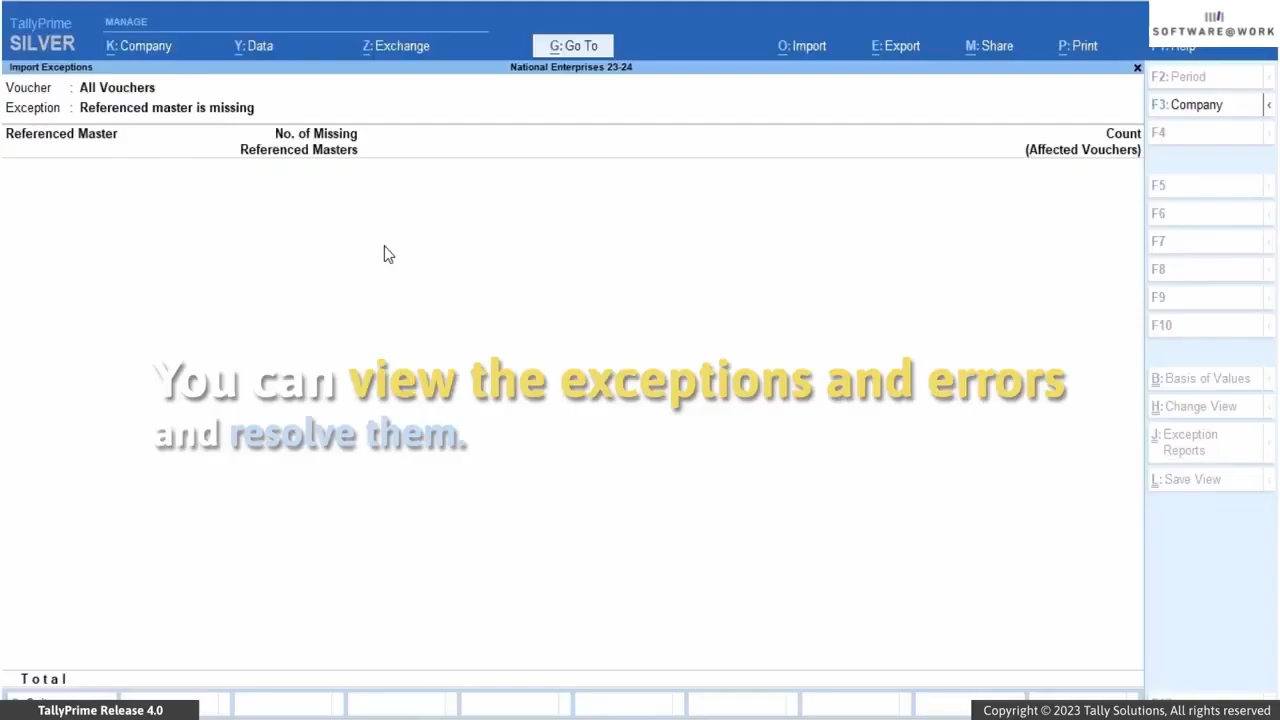 TallyPrime
SILVER
MANAGE
K: Company
Y: Data
Z: Exchange
G: Go To
O: Import
E: Export
M: Share
P: Print
SOFTWARE@WORK
Import Exceptions
National Enterprises 23-24
x
Voucher : All Vouchers
Exception : Referenced master is missing
Referenced Master
No. of Missing
Referenced Masters
Count
(Affected Vouchers)
F2: Period
F3: Company
F4
F5
F6
F7
F8
F9
F10
B: Basis of Values
H: Change View
J: Exception
Reports
L: Save View
You can view the exceptions and errors
and resolve them.
Total
TallyPrime Release 4.0
Copyright © 2023 Tally Solutions, All rights reserved